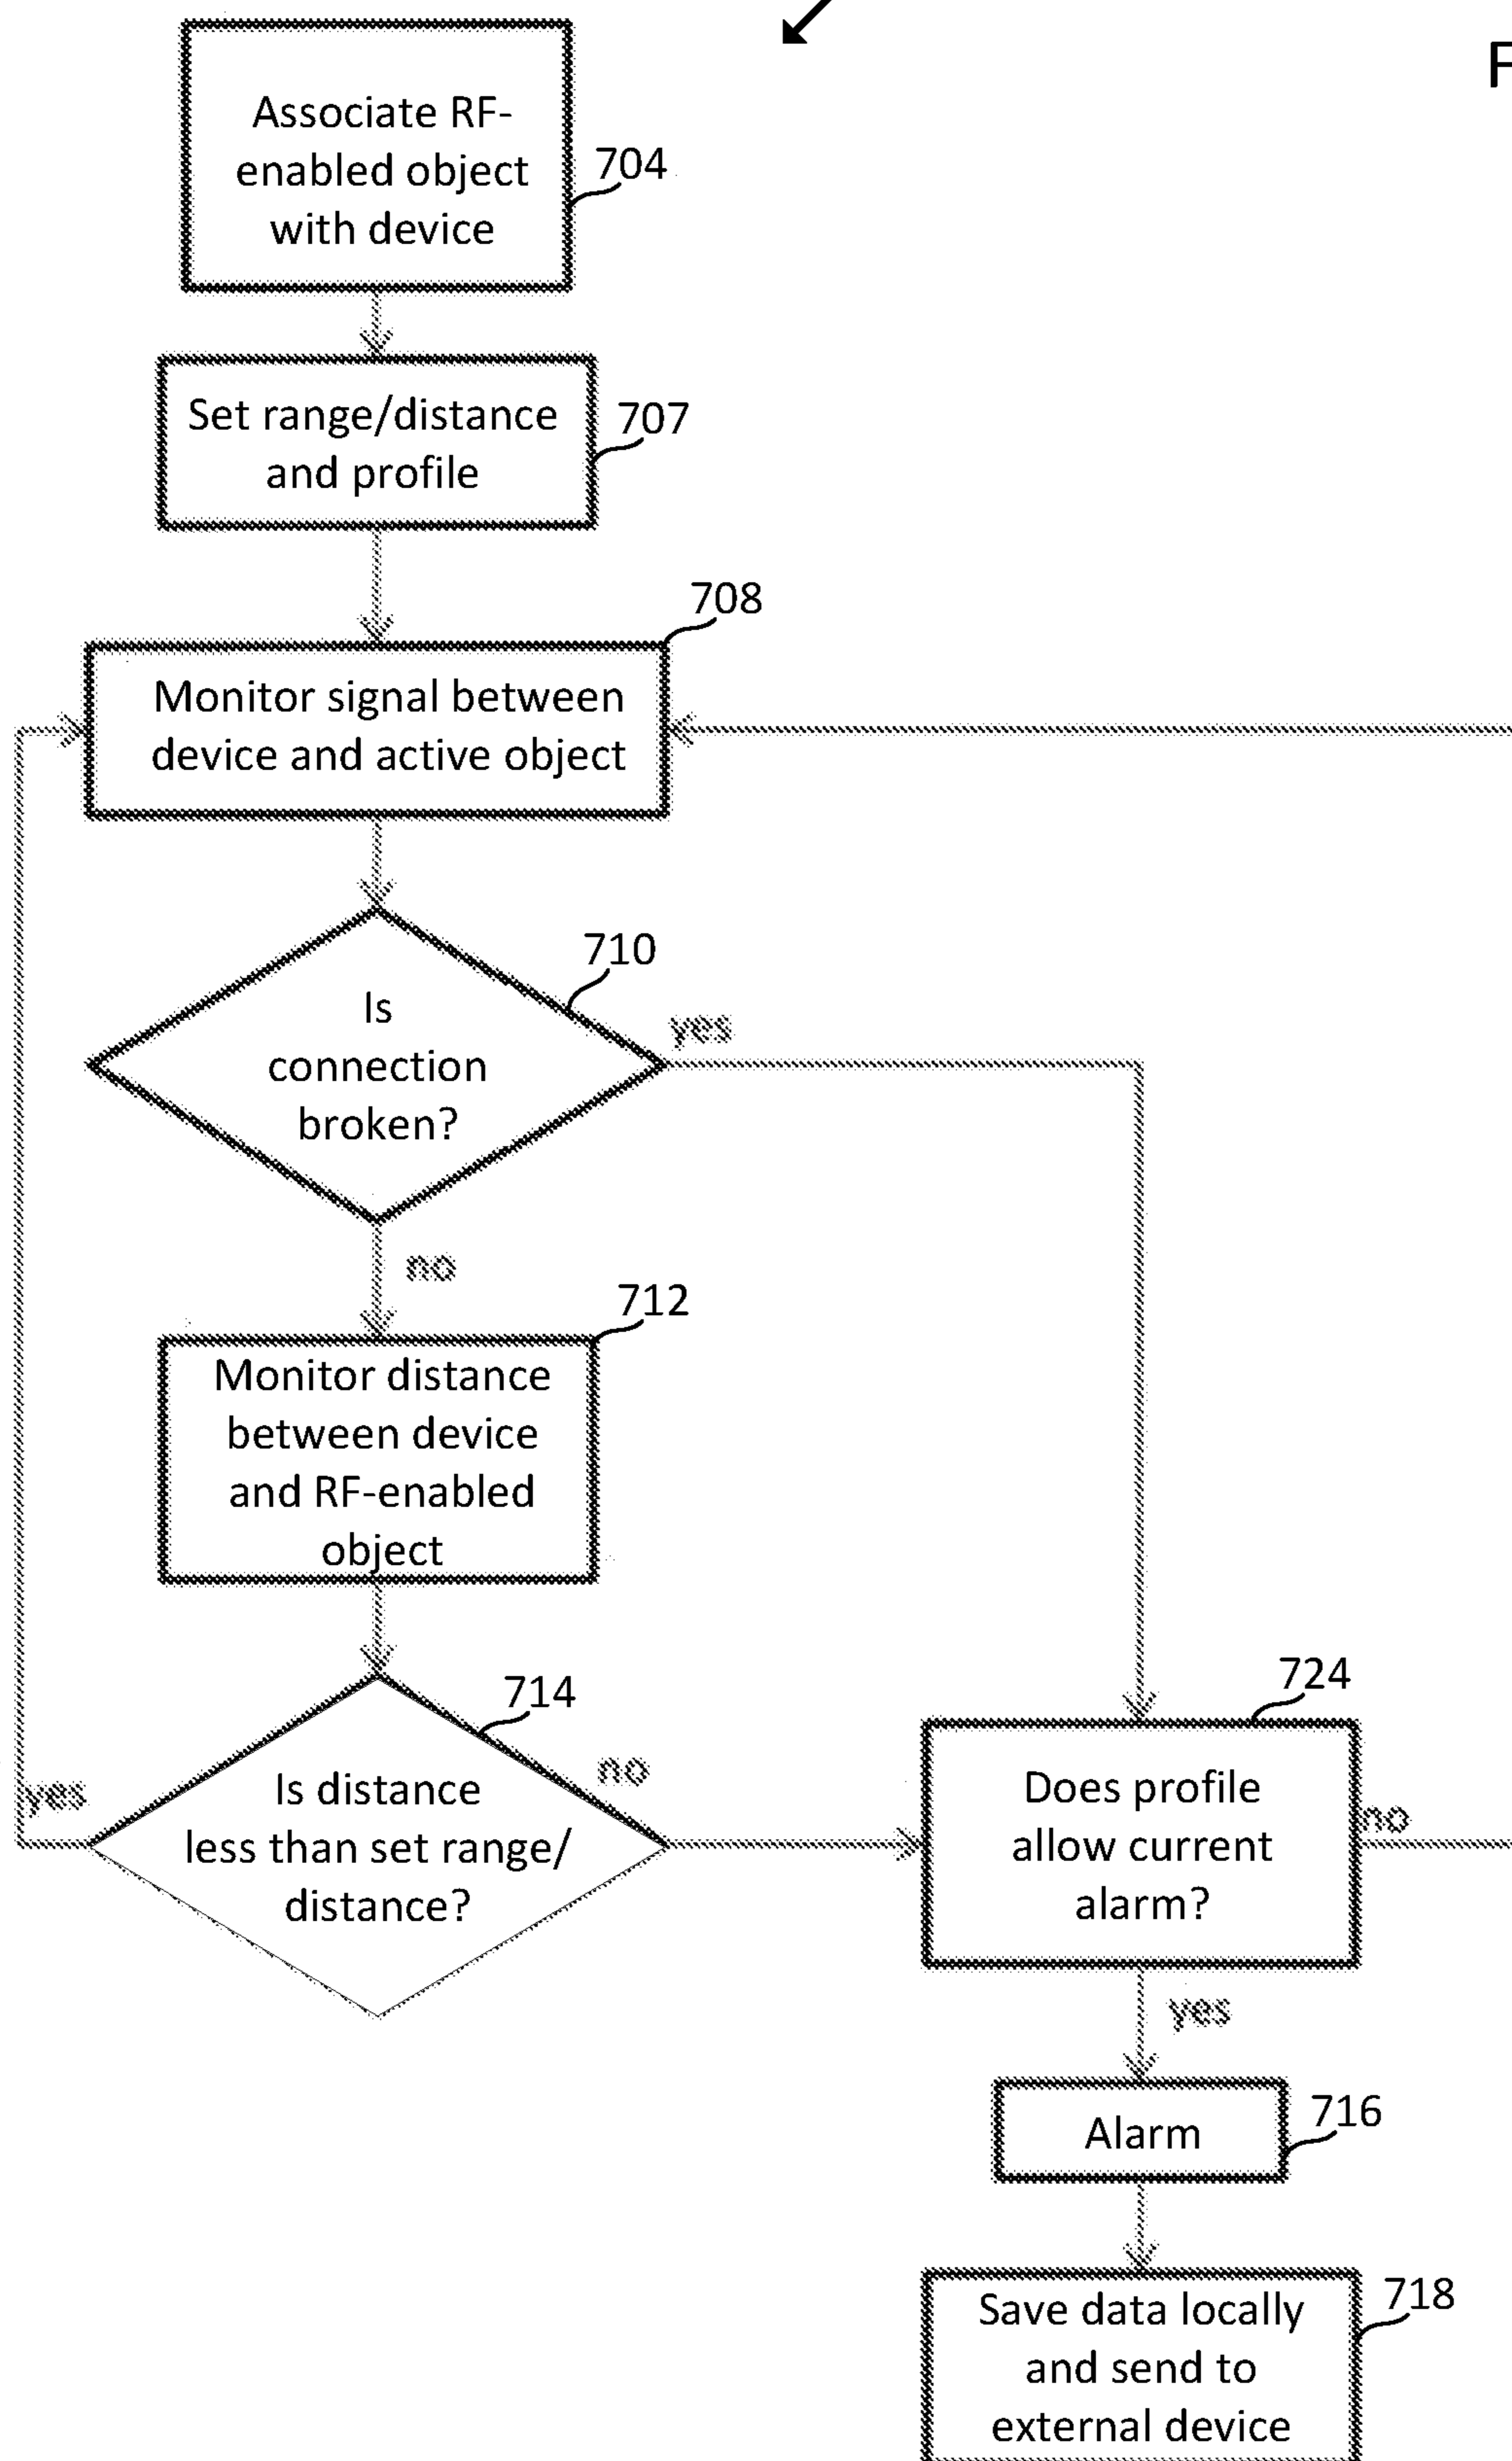 F
Associate RF-
enabled object
with device
704
Set range/distance
and profile
707
708
Monitor signal between
device and active object
710
Is
connection
broken?
yes
no
712
Monitor distance
between device
and RF-enabled
object
714
Is distance
less than set range/
distance?
yes
no
724
Does profile
allow current
alarm?
no
yes
Alarm
716
Save data locally
and send to
external device
718